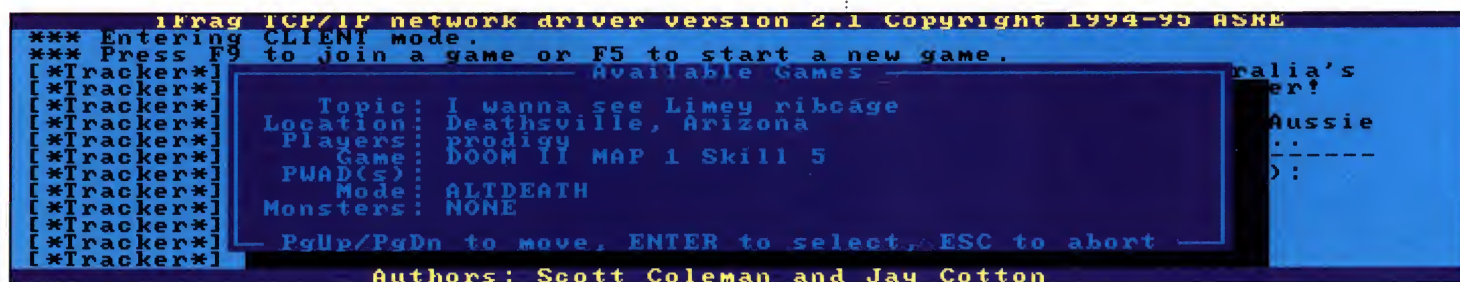 iFrag TCP/IP network driver version 2.1 Copyright 1994-95 ASRE
*** Entering CLIENT mode.
*** Press F9 to join a game or F5 to start a new game.
[*Tracker*] Available Games ralia's
[*Tracker*] er!
[*Tracker*] Topic: I wanna see Limey ribcage
[*Tracker*] Location: Deathsville, Arizona Aussie
[*Tracker*] Players: prodigy ..
[*Tracker*] Game: DOOM II MAP 1 Skill 5 -------
[*Tracker*] PWAD(s): ):
[*Tracker*] Mode: ALTDEATH
[*Tracker*] Monsters: NONE
[*Tracker*]
[*Tracker*] PgUp/PgDn to move, ENTER to select, ESC to abort
[*Tracker*]
Authors: Scott Coleman and Jay Cotton